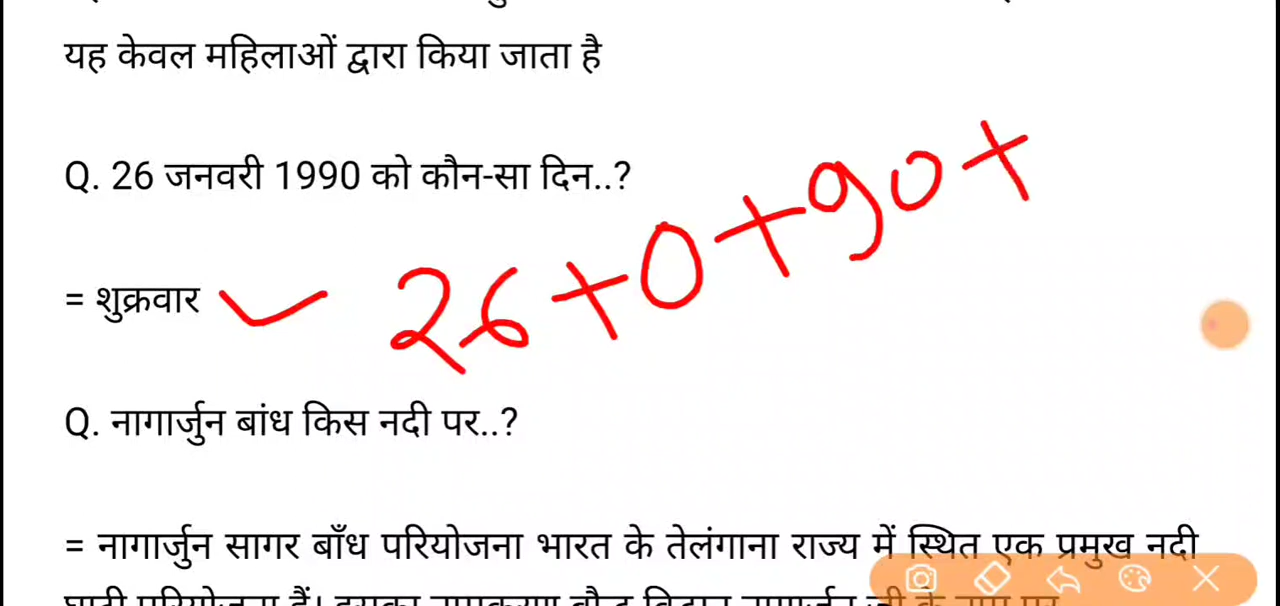 यह केवल महिलाओं द्वारा किया जाता है
Q. 26 जनवरी 1990 को कौन-सा दिन..?
26+0+90+
= शुक्रवार
Q. नागार्जुन बांध किस नदी पर..?
= नागार्जुन सागर बाँध परियोजना भारत के तेलंगाना राज्य में स्थित एक प्रमुख नदी